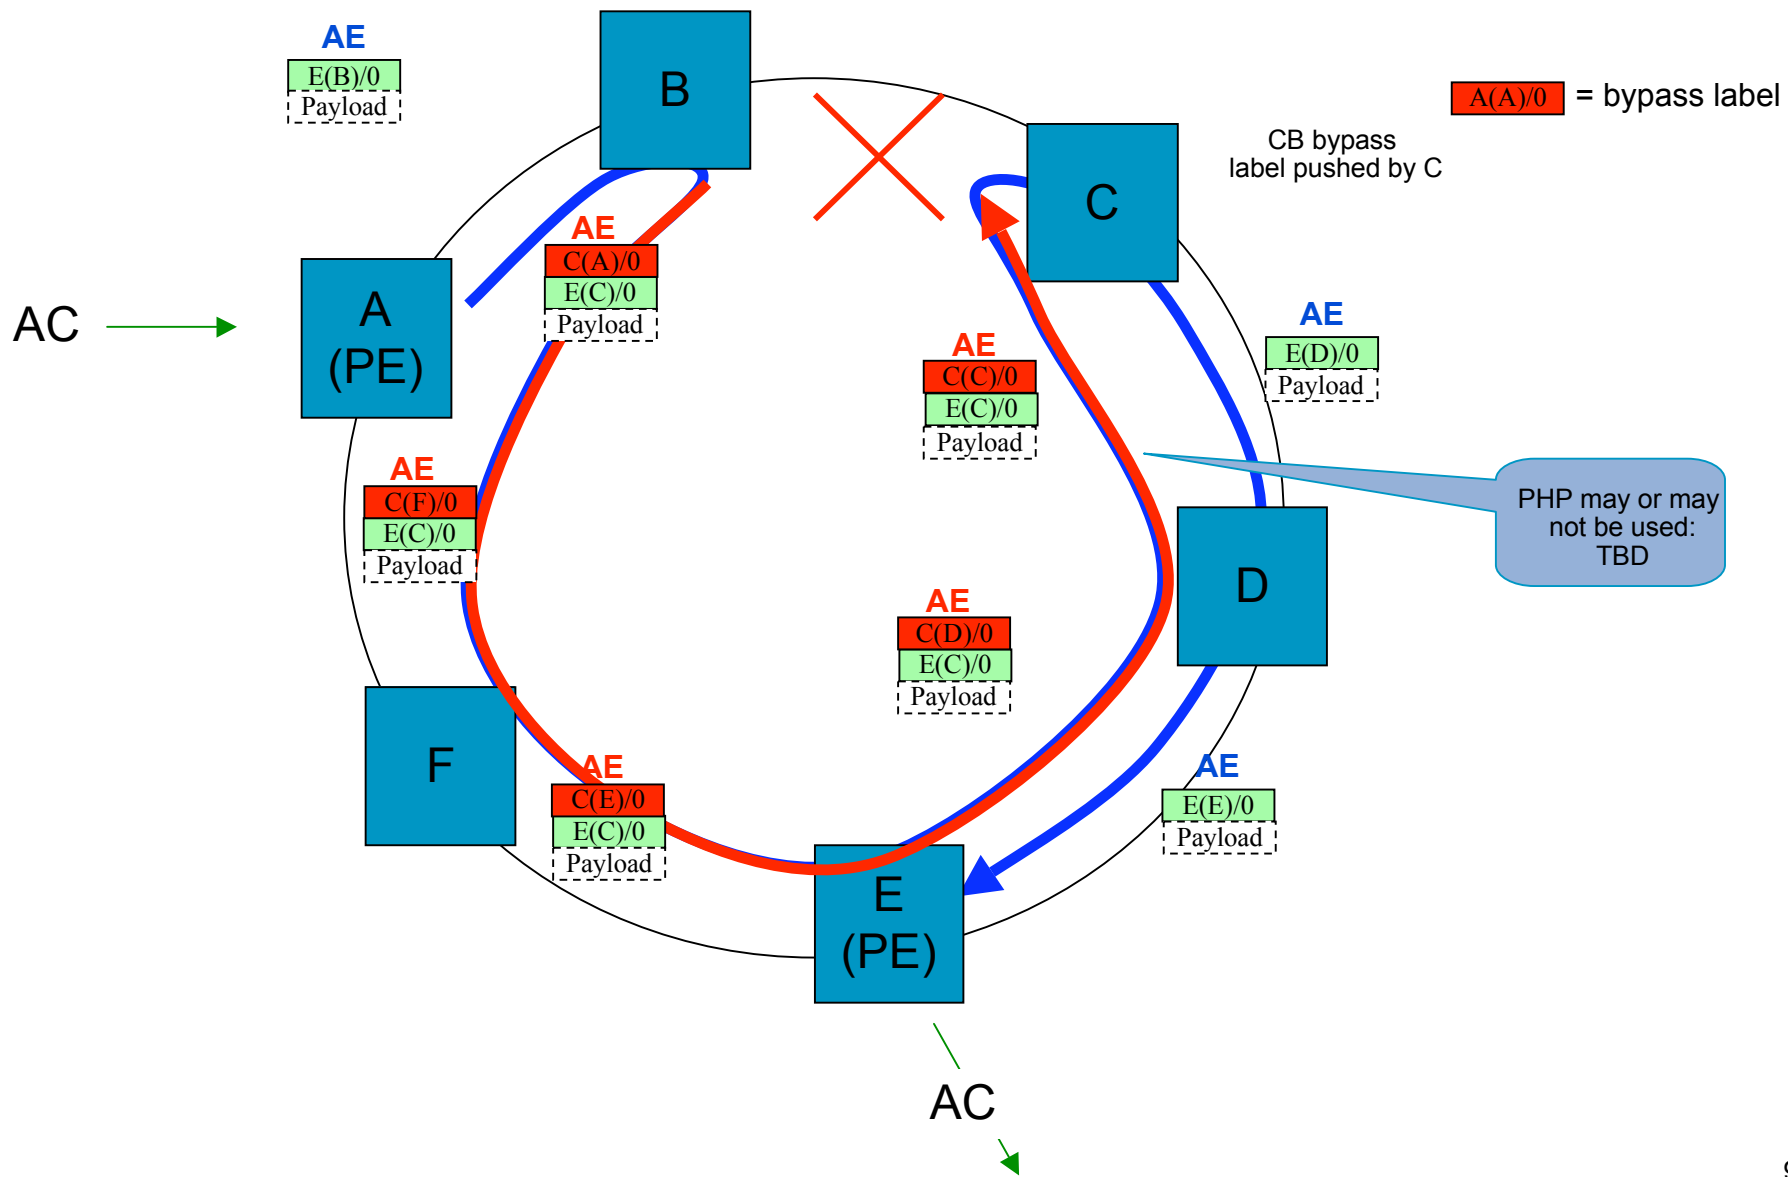 AE
E(B)/0
Payload
B
A(A)/0 = bypass label
CB bypass
label pushed by C
C
AE
C(A)/0
E(C)/0
Payload
A
(PE)
AC
AE
E(D)/0
Payload
AE
C(C)/0
E(C)/0
Payload
AE
C(F)/0
E(C)/0
Payload
PHP may or may
not be used:
TBD
D
AE
C(D)/0
E(C)/0
Payload
F
AE
C(E)/0
E(C)/0
Payload
AE
E(E)/0
Payload
E
(PE)
AC